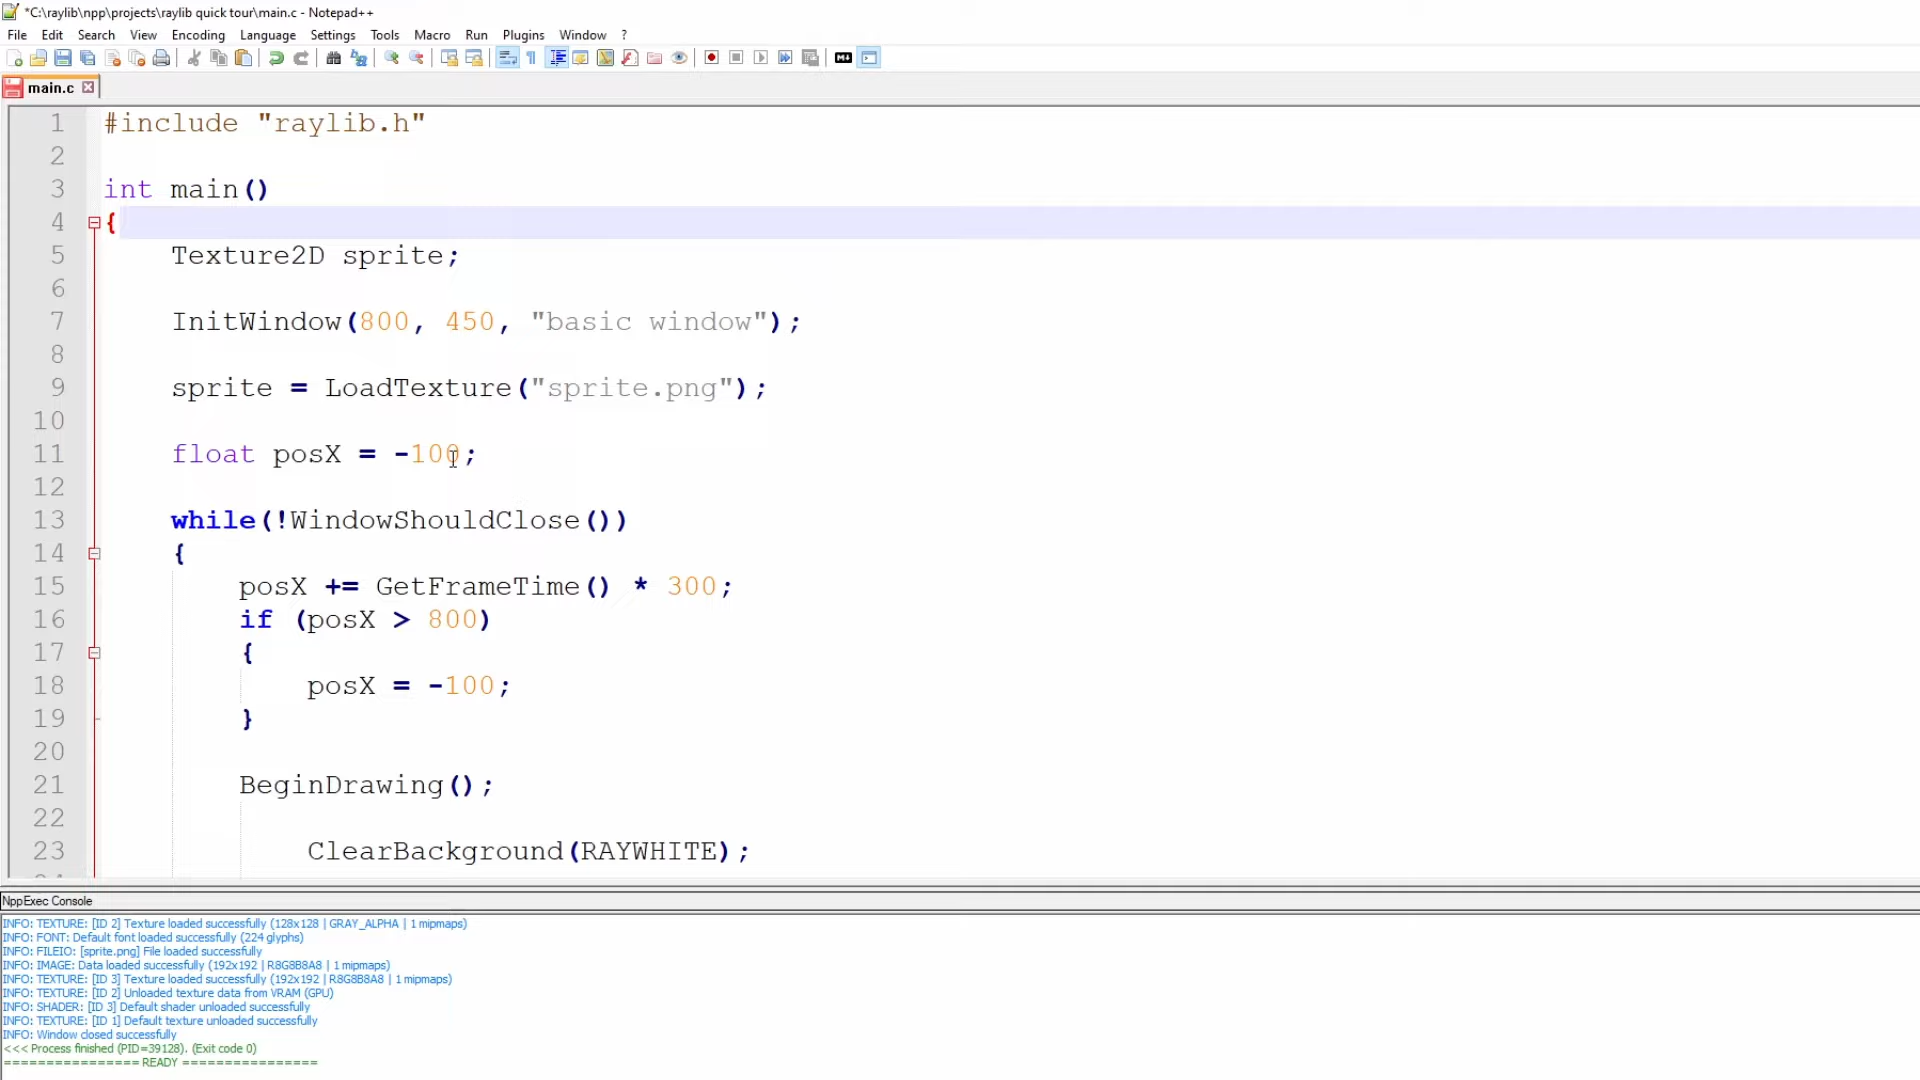 *C:\raylib\npp\projects\raylib quick tour\main.c - Notepad++
File Edit Search View Encoding Language Settings Tools Macro Run Plugins Window ?
main.c
1 #include "raylib.h"
2
3 int main()
4 {
5 Texture2D sprite;
6
7 InitWindow(800, 450, "basic window");
8
9 sprite = LoadTexture("sprite.png");
10
11 float posX = -100;
12
13 while(!WindowShouldClose())
14 {
15 posX += GetFrameTime() * 300;
16 if (posX > 800)
17 {
18 posX = -100;
19 }
20
21 BeginDrawing();
22
23 ClearBackground(RAYWHITE);
NppExec Console
INFO: TEXTURE: [ID 2] Texture loaded successfully (128x128 | GRAY_ALPHA | 1 mipmaps)
INFO: FONT: Default font loaded successfully (224 glyphs)
INFO: FILEIO: [sprite.png] File loaded successfully
INFO: IMAGE: Data loaded successfully (192x192 | R8G8B8A8 | 1 mipmaps)
INFO: TEXTURE: [ID 3] Texture loaded successfully (192x192 | R8G8B8A8 | 1 mipmaps)
INFO: TEXTURE: [ID 2] Unloaded texture data from VRAM (GPU)
INFO: SHADER: [ID 3] Default shader unloaded successfully
INFO: TEXTURE: [ID 1] Default texture unloaded successfully
INFO: Window closed successfully
<<< Process finished (PID=39128). (Exit code 0)
================ READY ================